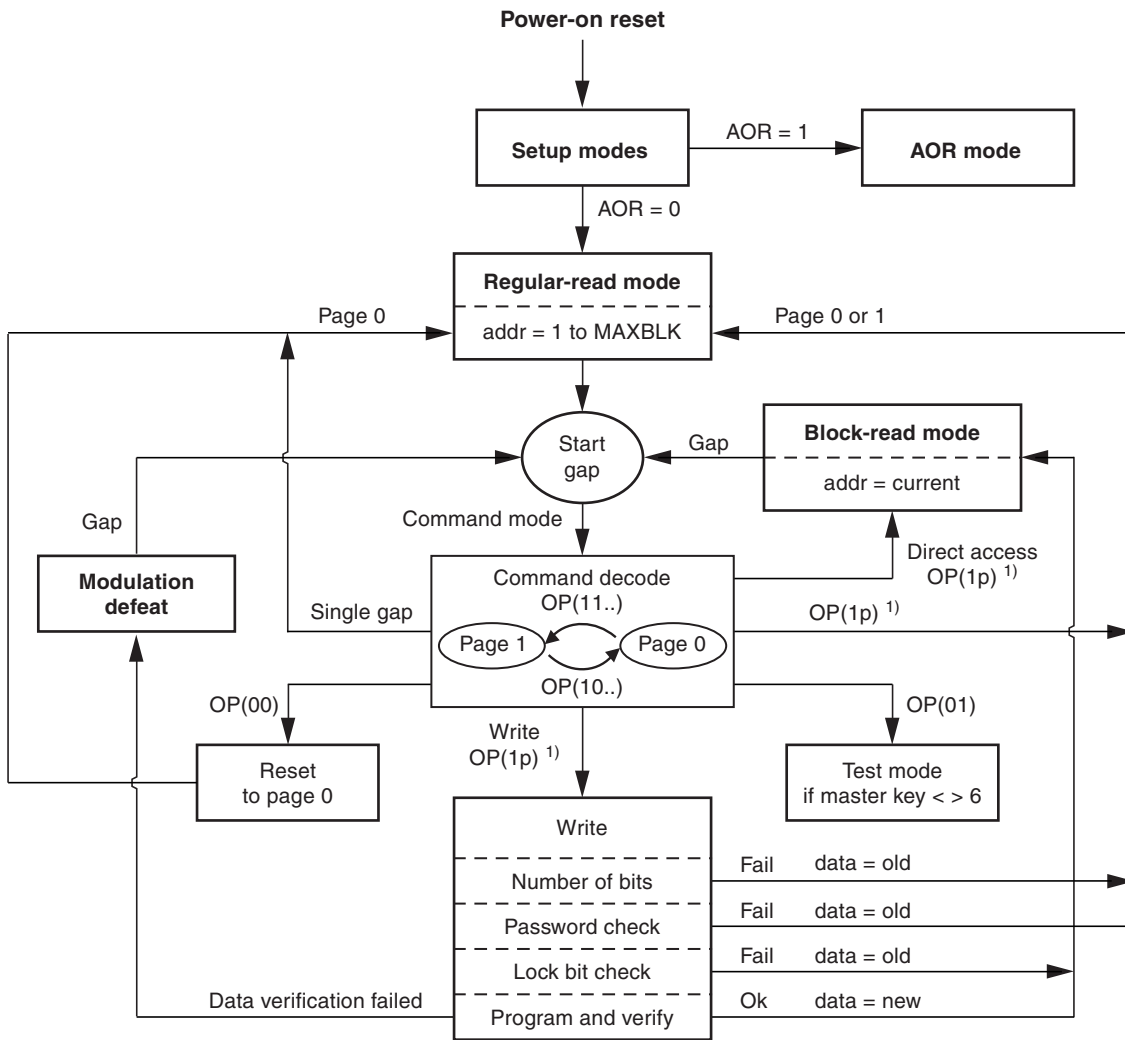 Power-on reset
Setup modes
AOR = 1
AOR mode
AOR = 0
Regular-read mode
Page 0
addr = 1 to MAXBLK
Page 0 or 1
Start
gap
Gap
Block-read mode
addr = current
Command mode
Gap
Direct access
OP(1p) 1)
Modulation
defeat
Command decode
OP(11..)
Single gap
OP(1p) 1)
Page 1
Page 0
OP(10..)
OP(00)
OP(01)
Write
OP(1p) 1)
Reset
to page 0
Test mode
if master key < > 6
Write
Number of bits
Fail data = old
Password check
Fail data = old
Lock bit check
Fail data = old
Data verification failed
Program and verify
Ok data = new